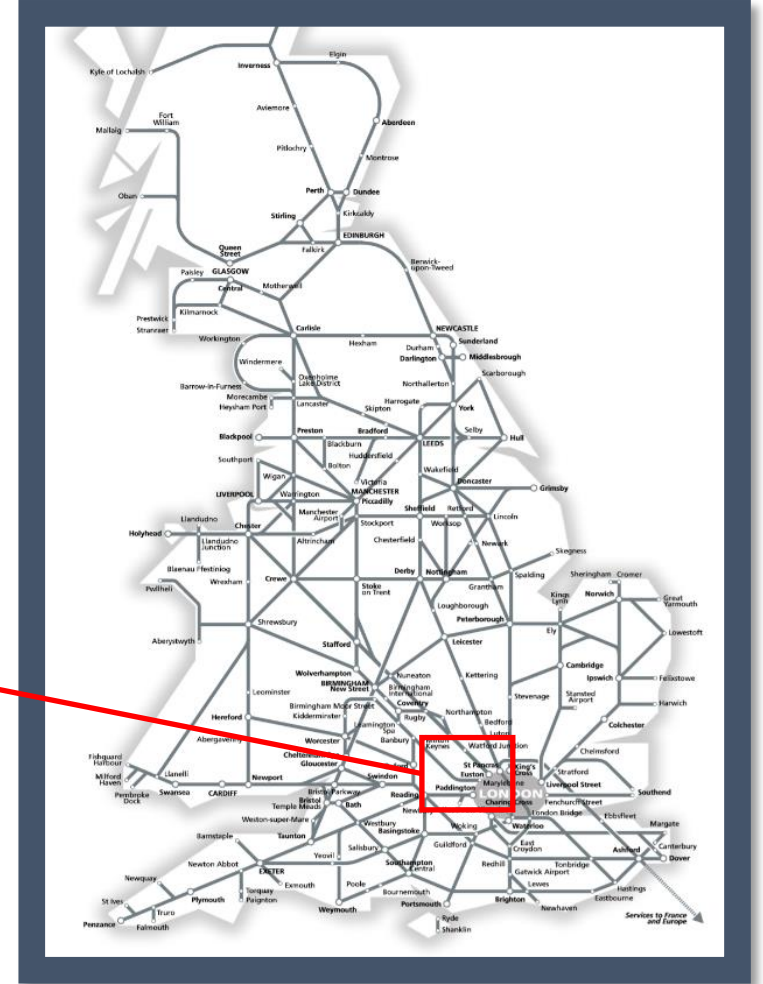 Elgin
Inverness
Kyle of Lochalsh
Aviemore
Fort
William
Aberdeen
Mallaig
Pitlochry
Montrose
Perth
Dundee
Oban
Kirkcaldy
Stirling
EDINBURGH
Queen
Street
Falkirk
Berwick-
upon-Tweed
Paisley
GLASGOW
Central
Motherwell
Kilmarnock
Prestwick
Stranraer
Carlisle
NEWCASTLE
Workington
Hexham
Sunderland
Durham
Darlington
Middlesbrough
Windermere
Oxenholme
Lake District
Scarborough
Barrow-in-Furness
Northallerton
Morecambe
Heysham Port
Lancaster
Harrogate
Skipton
York
Blackpool
Preston
Bradford
Selby
Blackburn
LEEDS
Hull
Huddersfield
Southport
Bolton
Wakefield
Wigan
Victoria
Doncaster
MANCHESTER
LIVERPOOL
Warrington
Piccadilly
Grimsby
Manchester
Airport
Sheffield
Retford
Llandudno
Chester
Stockport
Worksop
Lincoln
Holyhead
Llandudno
Junction
Altrincham
Chesterfield
Newark
Skegness
Blaenau Ffestiniog
Derby
Nottingham
Wrexham
Crewe
Stoke
on Trent
Grantham
Spalding
Sheringham
Cromer
Pwllheli
Kings
Lynn
Norwich
Great
Yarmouth
Loughborough
Peterborough
Shrewsbury
Ely
Lowestoft
Aberystwyth
Stafford
Leicester
Wolverhampton
Cambridge
BIRMINGHAM
New Street
Nuneaton
Kettering
Ipswich
Felixstowe
Birmingham
International
Leominster
Stevenage
Stansted
Airport
Birmingham Moor Street
Coventry
Harwich
Kidderminster
Rugby
Northampton
Hereford
Leamington
Spa
Bedford
Colchester
Abergavenny
Worcester
Banbury
Luton
Keynes
Watford Junction
Chelmsford
Fishguard
Harbour
Gloucester
St Pancras
King's
Cross
Stratford
Milford
Haven
Llanelli
Swindon
Euston
Marylebone
Liverpool Street
Pembroke
Dock
Swansea
CARDIFF
Newport
Bristol Parkway
Reading
Paddington
LONDON
Southend
Bristol
Temple Meads
Bath
Charing Cross
Fenchurch Street
London Bridge
Ebbsfleet
Weston-super-Mare
Westbury
Basingstoke
Woking
Waterloo
Margate
Barnstaple
Taunton
Salisbury
Guildford
East
Croydon
Ashford
Canterbury
Newton Abbot
Yeovil
Southampton
Central
Redhill
Tonbridge
Dover
EXETER
Gatwick Airport
Newquay
Torquay
Paignton
Exmouth
Poole
Bournemouth
Lewes
Hastings
Eastbourne
St Ives
Plymouth
Weymouth
Portsmouth
Brighton
Newhaven
Truro
Penzance
Falmouth
Ryde
Shanklin
Services to France
and Europe